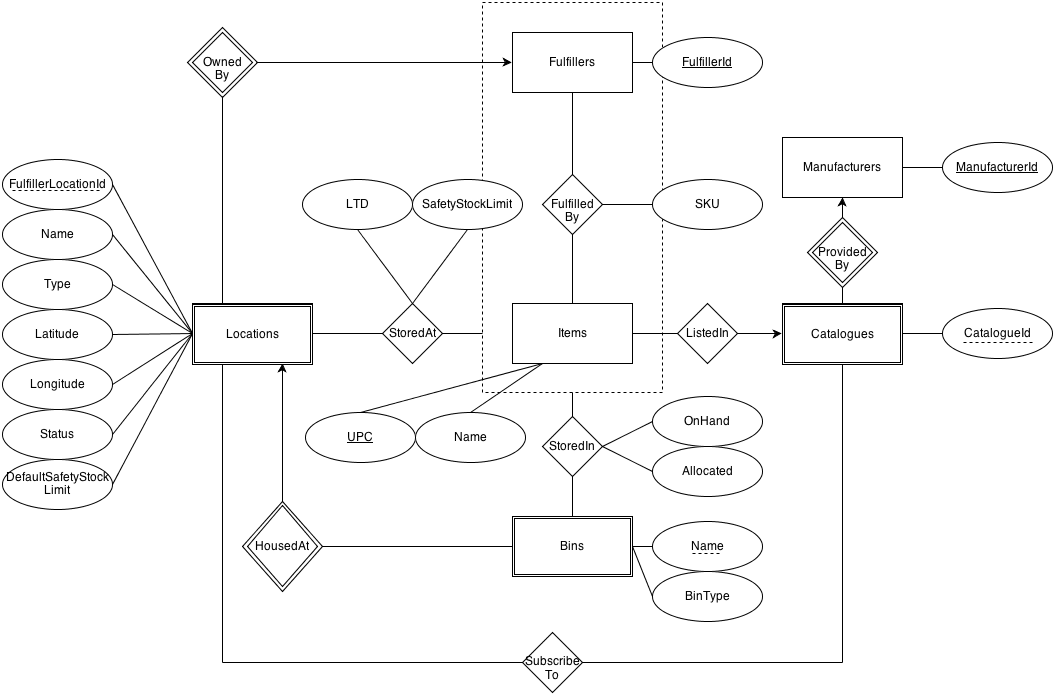 Owned
By
Fulfillers
FulfillerId
Manufacturers
ManufacturerId
FulfillerLocationId
Name
Type
Latitude
Longitude
Status
DefaultSafetyStock
Limit
LTD
SafetyStockLimit
Fulfilled
By
SKU
Provided
By
Locations
StoredAt
Items
ListedIn
Catalogues
CatalogueId
UPC
Name
StoredIn
OnHand
Allocated
HousedAt
Bins
Name
BinType
Subscribe
To